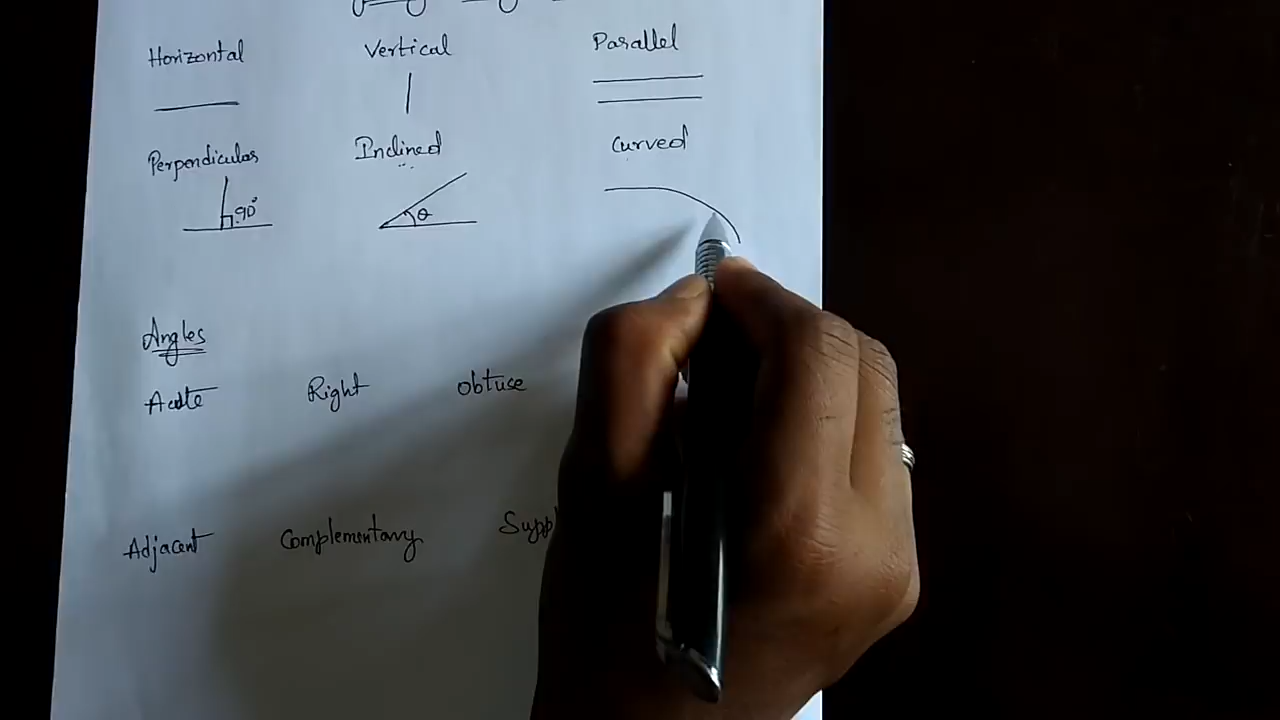 Horizontal Vertical Parallel
Perpendicular Inclined Curved
90° θ
Angles
Acute Right Obtuse
Adjacent Complementary